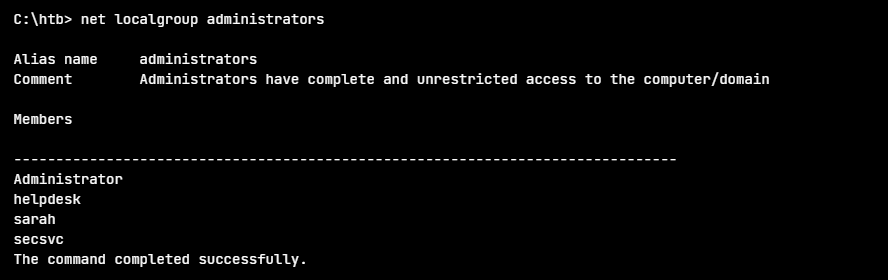 C:\htb> net localgroup administrators
Alias name     administrators
Comment        Administrators have complete and unrestricted access to the computer/domain
Members
-------------------------------------------------------------------------------
Administrator
helpdesk
sarah
secsvc
The command completed successfully.